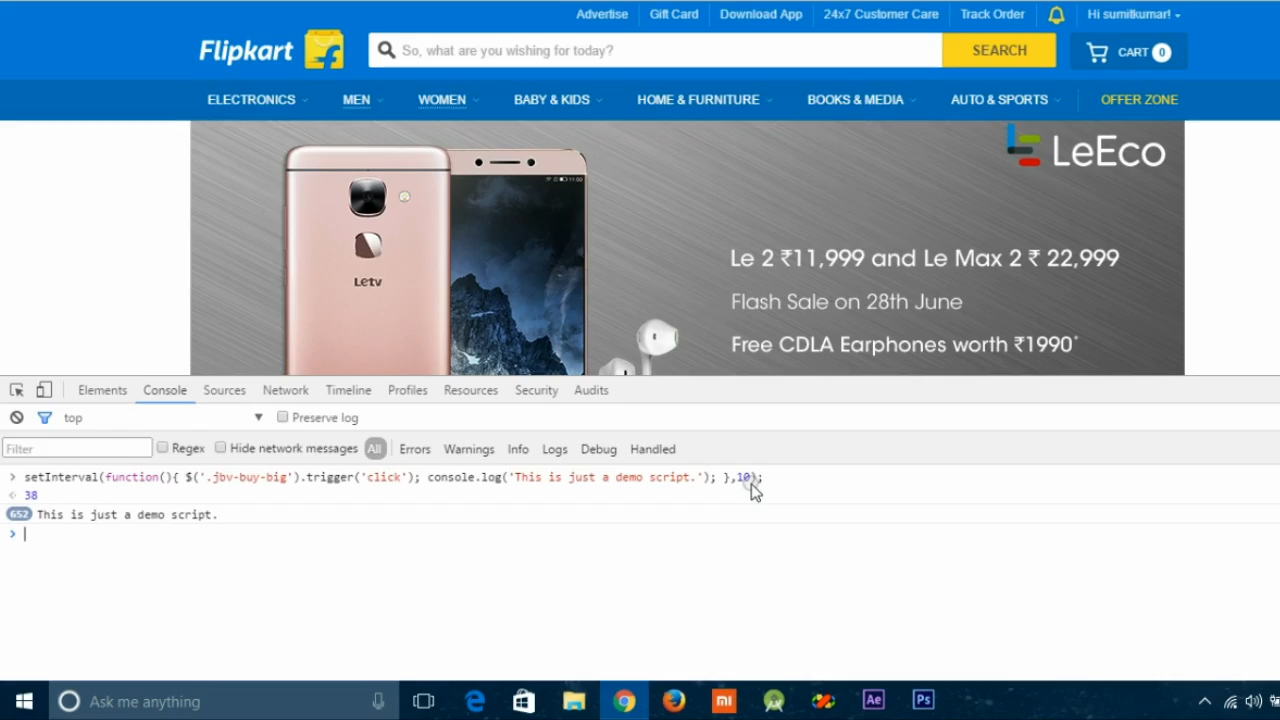 Advertise Gift Card Download App 24x7 Customer Care Track Order Hi sumitkumar!
Flipkart So, what are you wishing for today? SEARCH CART 0
ELECTRONICS MEN WOMEN BABY & KIDS HOME & FURNITURE BOOKS & MEDIA AUTO & SPORTS OFFER ZONE
LeEco
Letv
Le 2 ₹11,999 and Le Max 2 ₹ 22,999
Flash Sale on 28th June
Free CDLA Earphones worth ₹1990*
Elements Console Sources Network Timeline Profiles Resources Security Audits
top Preserve log
Filter Regex Hide network messages All Errors Warnings Info Logs Debug Handled
> setInterval(function(){ $('.jbv-buy-big').trigger('click'); console.log('This is just a demo script.'); },10);
38
652 This is just a demo script.
>
Ask me anything mi Ae Ps